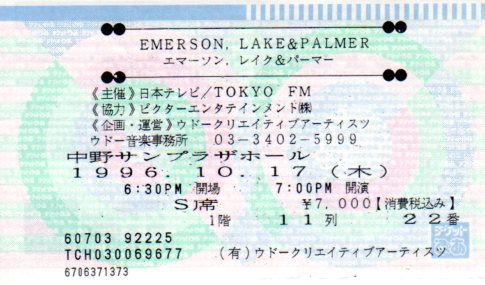 EMERSON, LAKE&PALMER
エマーソン, レイク&パーマー
《主催》日本テレビ/TOKYO FM
《協力》ビクターエンタテインメント㈱
《企画・運営》ウドークリエイティブアーティスツ
ウドー音楽事務所 03-3402-5999
中野サンプラザホール
1996.10.17 (木)
6:30PM 開場 7:00PM 開演
S席 ¥7,000【消費税込み】
1階 11列 22番
60703 92225
TCH030069677 (有)ウドークリエイティブアーティスツ
6706371373
チケット
ぴあ